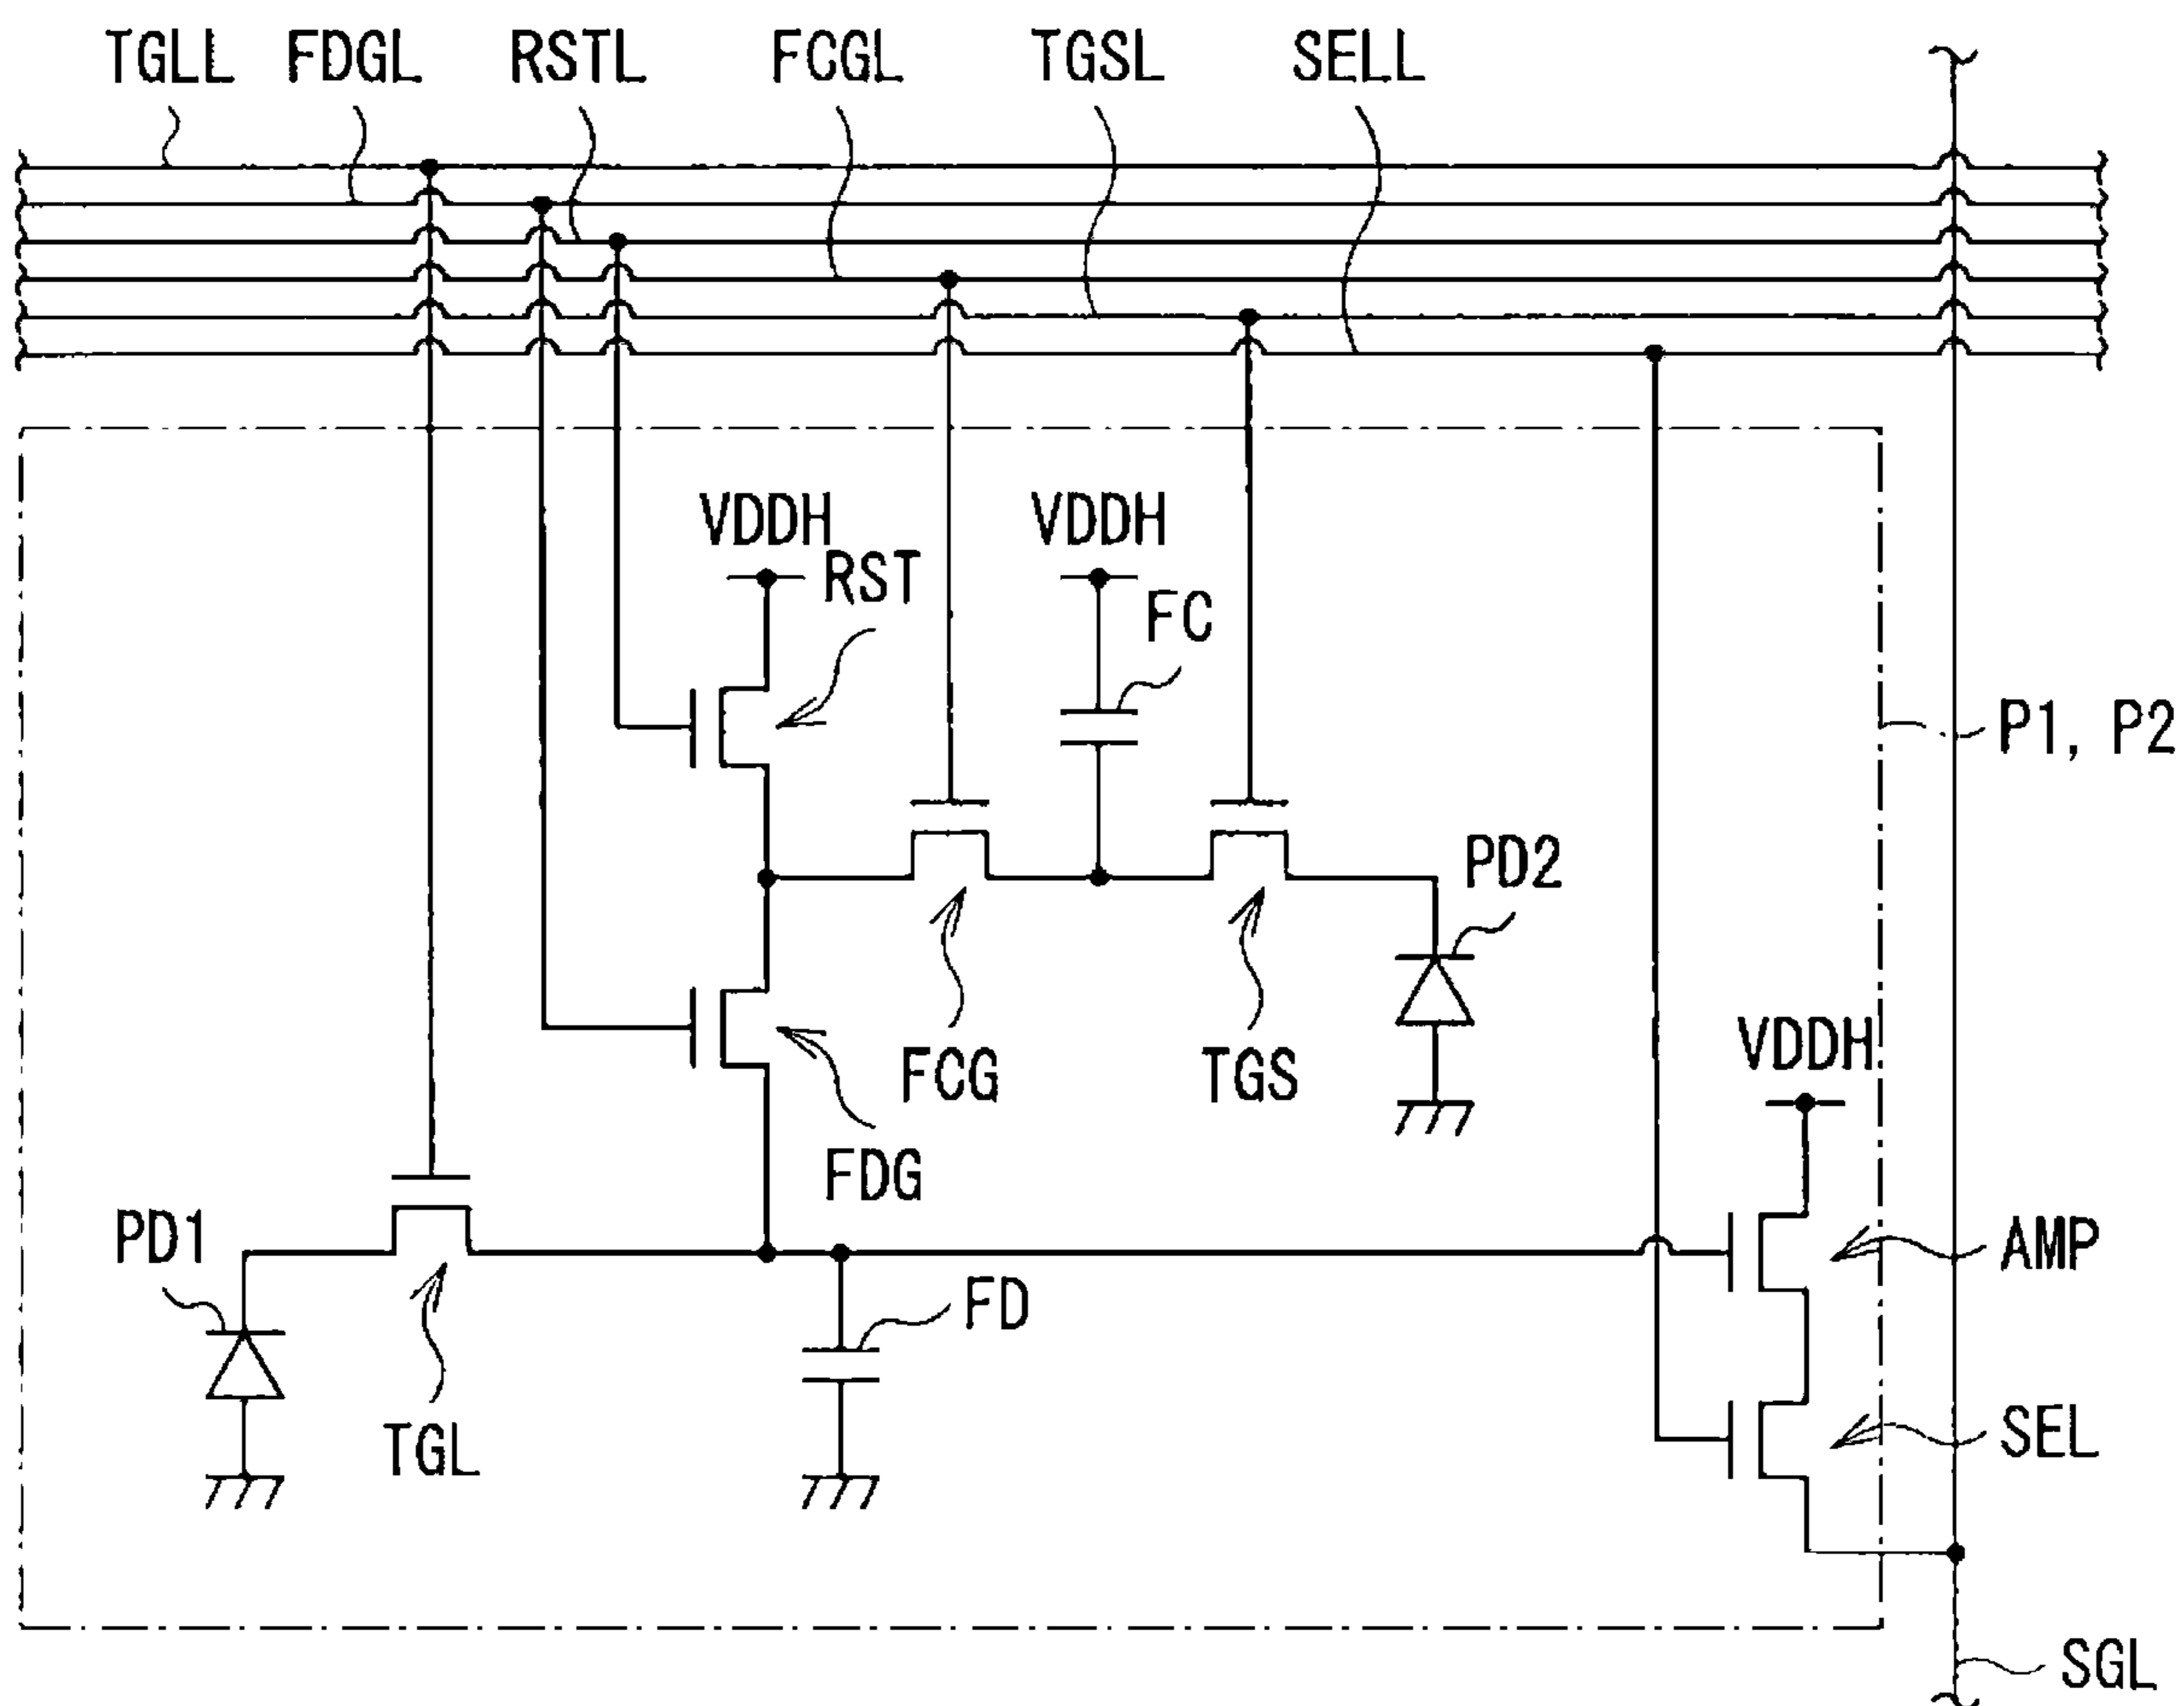 TGLL FDGL RSTL FCGL TGSL SELL
VDDH VDDH
RST
FC
P1, P2
PD2
VDDH
FCG TGS
FDG
PD1
AMP
FD
TGL
SEL
SGL